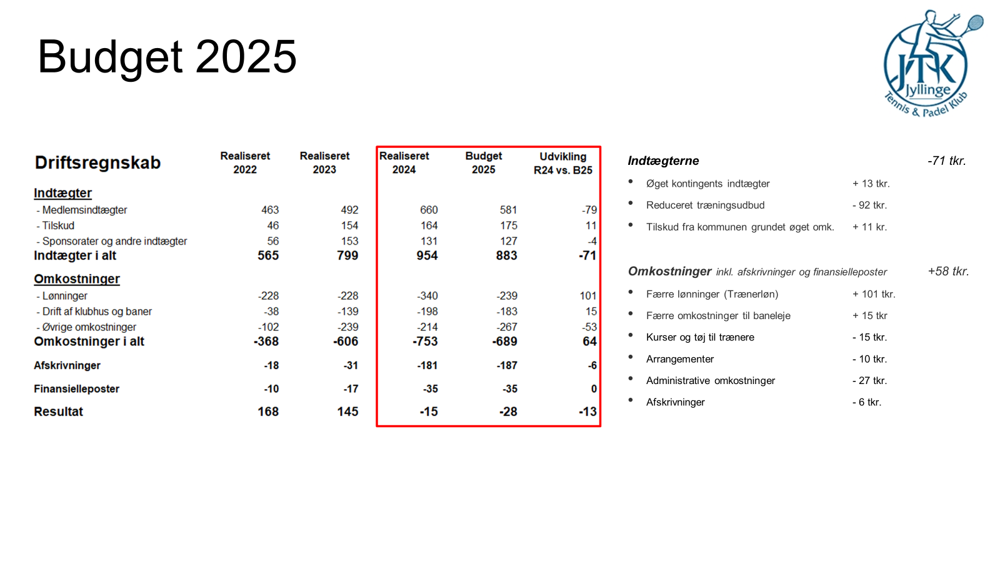 Budget 2025
JTK
Jyllinge
Tennis & Padel Klub
Driftsregnskab Realiseret 2022 Realiseret 2023 Realiseret 2024 Budget 2025 Udvikling R24 vs. B25
Indtægter
- Medlemsindtægter 463 492 660 581 -79
- Tilskud 46 154 164 175 11
- Sponsorater og andre indtægter 56 153 131 127 -4
Indtægter i alt 565 799 954 883 -71
Omkostninger
- Lønninger -228 -228 -340 -239 101
- Drift af klubhus og baner -38 -139 -198 -183 15
- Øvrige omkostninger -102 -239 -214 -267 -53
Omkostninger i alt -368 -606 -753 -689 64
Afskrivninger -18 -31 -181 -187 -6
Finansielleposter -10 -17 -35 -35 0
Resultat 168 145 -15 -28 -13
Indtægterne -71 tkr.
• Øget kontingents indtægter + 13 tkr.
• Reduceret træningsudbud - 92 tkr.
• Tilskud fra kommunen grundet øget omk. + 11 kr.
Omkostninger inkl. afskrivninger og finansielleposter +58 tkr.
• Færre lønninger (Trænerløn) + 101 tkr.
• Færre omkostninger til baneleje + 15 tkr
• Kurser og tøj til trænere - 15 tkr.
• Arrangementer - 10 tkr.
• Administrative omkostninger - 27 tkr.
• Afskrivninger - 6 tkr.